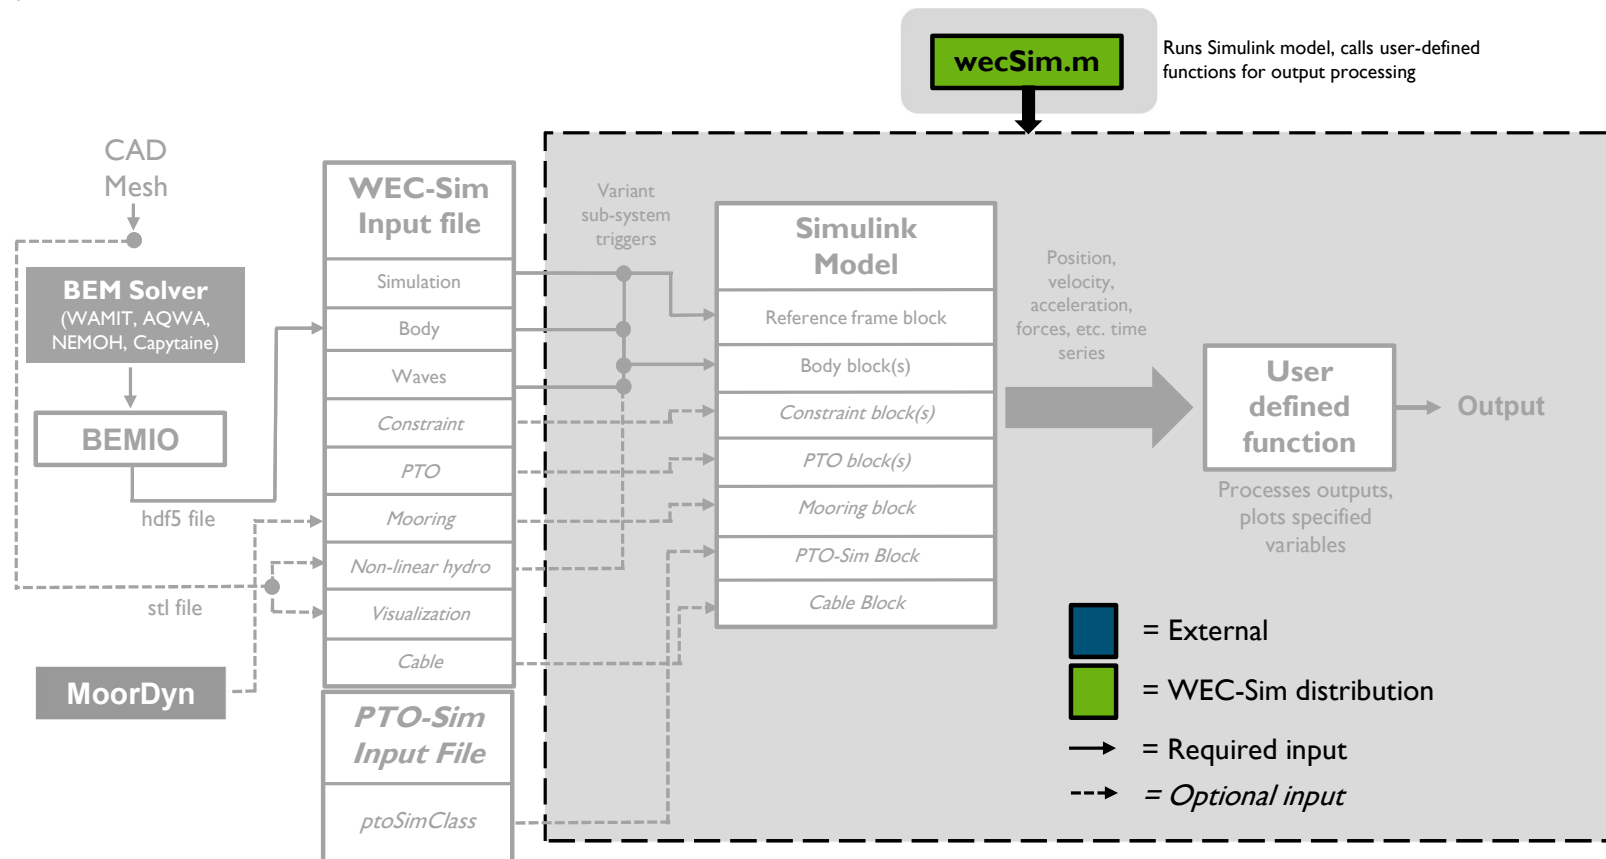 wecSim.m
Runs Simulink model, calls user-defined
functions for output processing
CAD
Mesh
BEM Solver
(WAMIT, AQWA,
NEMOH, Capytaine)
BEMIO
hdf5 file
stl file
MoorDyn
WEC-Sim
Input file
Simulation
Body
Waves
Constraint
PTO
Mooring
Non-linear hydro
Visualization
Cable
PTO-Sim
Input File
ptoSimClass
Variant
sub-system
triggers
Simulink
Model
Reference frame block
Body block(s)
Constraint block(s)
PTO block(s)
Mooring block
PTO-Sim Block
Cable Block
Position,
velocity,
acceleration,
forces, etc. time
series
User
defined
function
Output
Processes outputs,
plots specified
variables
= External
= WEC-Sim distribution
= Required input
= Optional input